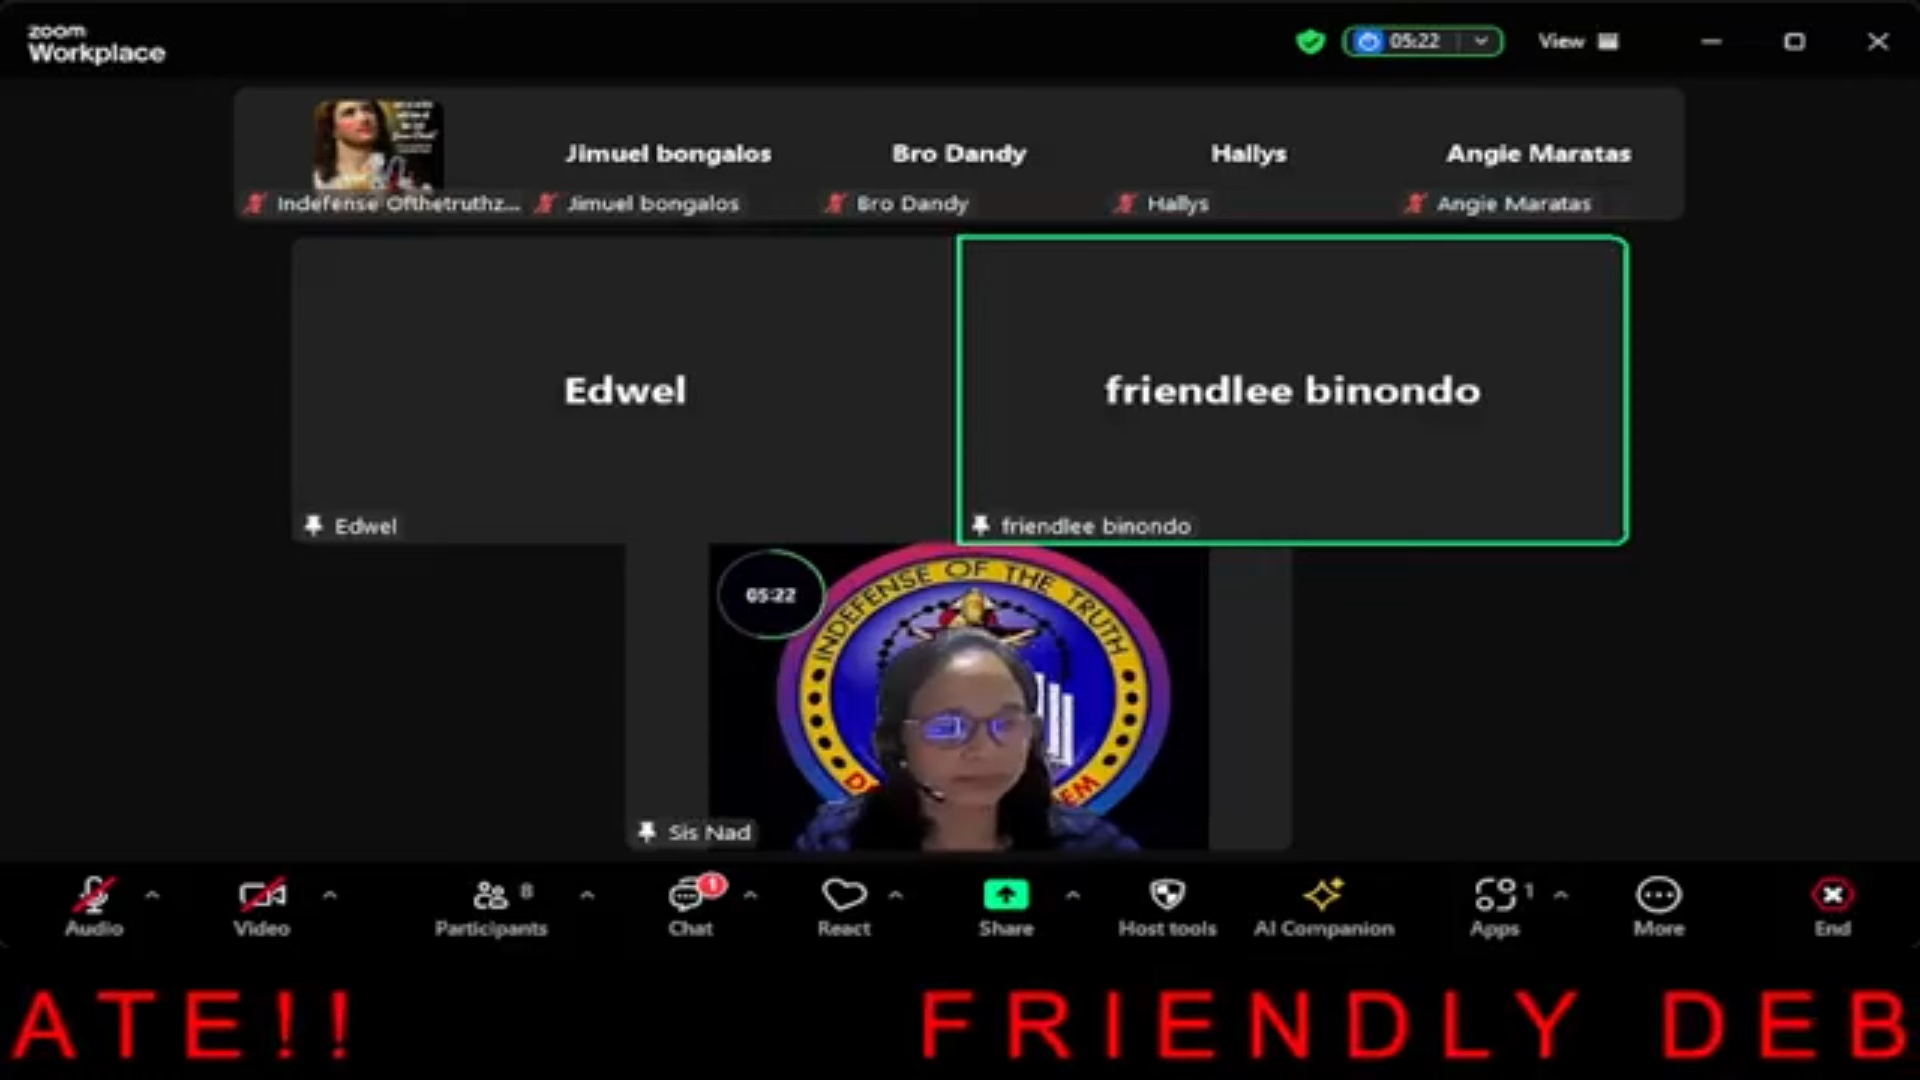 zoom
Workplace
05:22
View
Jimuel bongalos
Bro Dandy
Hallys
Angie Maratas
Indefense Ofthetruthz...
Jimuel bongalos
Bro Dandy
Hallys
Angie Maratas
Edwel
friendlee binondo
Edwel
friendlee binondo
05:22
INDEFENSE OF THE TRUTH
Sis Nad
Audio
Video
8
Participants
1
Chat
React
Share
Host tools
AI Companion
1
Apps
More
End
ATE!! FRIENDLY DEB